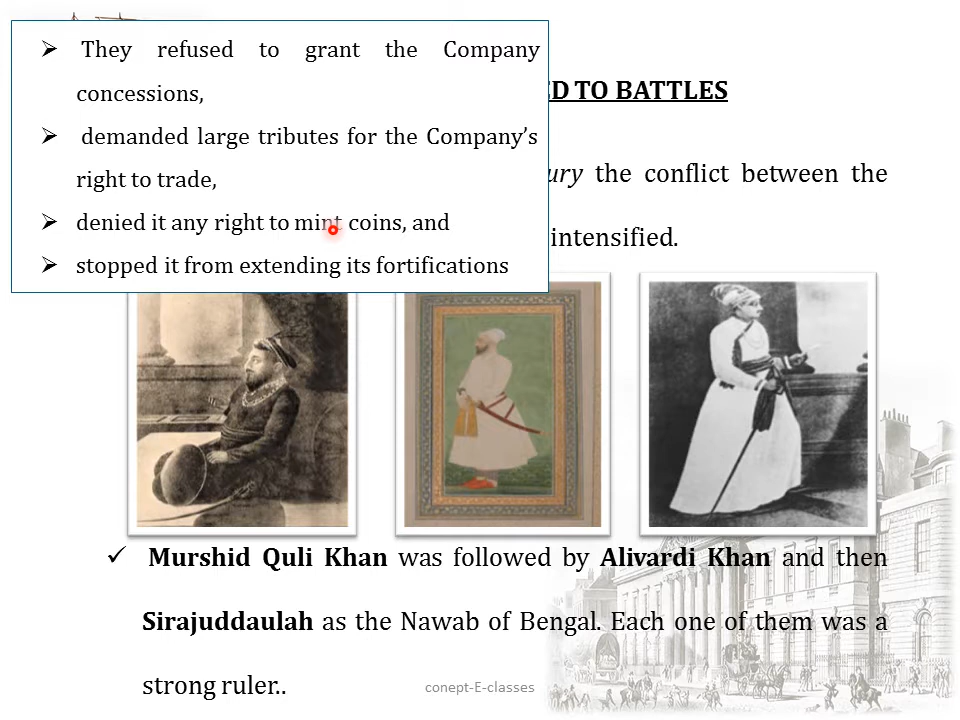 ➢ They refused to grant the Company
concessions,
➢ demanded large tributes for the Company’s
right to trade,
➢ denied it any right to mint coins, and
➢ stopped it from extending its fortifications
TO BATTLES
the conflict between the
intensified.
✓ Murshid Quli Khan was followed by Alivardi Khan and then
Sirajuddaulah as the Nawab of Bengal. Each one of them was a
strong ruler..
conept-E-classes